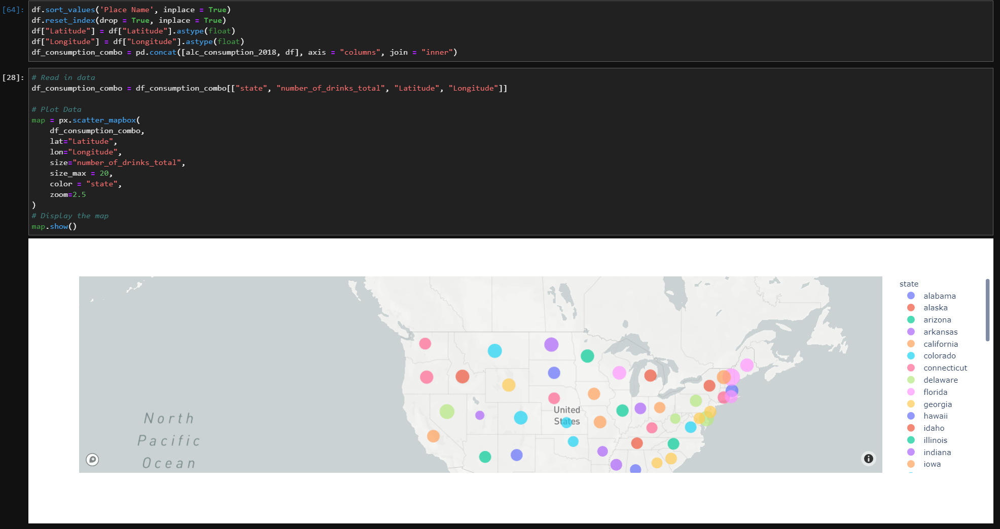 [64]: df.sort_values('Place Name', inplace = True)
df.reset_index(drop = True, inplace = True)
df["Latitude"] = df["Latitude"].astype(float)
df["Longitude"] = df["Longitude"].astype(float)
df_consumption_combo = pd.concat([alc_consumption_2018, df], axis = "columns", join = "inner")
[28]: # Read in data
df_consumption_combo = df_consumption_combo[["state", "number_of_drinks_total", "Latitude", "Longitude"]]
# Plot Data
map = px.scatter_mapbox(
    df_consumption_combo,
    lat="Latitude",
    lon="Longitude",
    size="number_of_drinks_total",
    size_max = 20,
    color = "state",
    zoom=2.5
)
# Display the map
map.show()
North
Pacific
Ocean
United
States
state
alabama
alaska
arizona
arkansas
california
colorado
connecticut
delaware
florida
georgia
hawaii
idaho
illinois
indiana
iowa